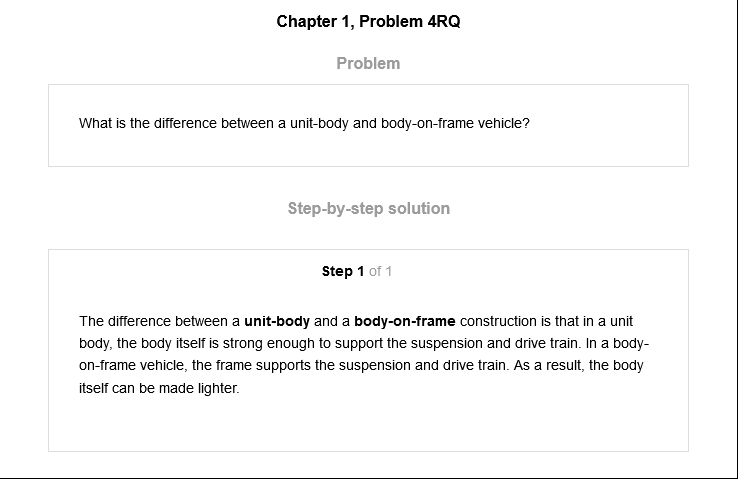 Chapter 1, Problem 4RQ
Problem
What is the difference between a unit-body and body-on-frame vehicle?
Step-by-step solution
Step 1 of 1
The difference between a unit-body and a body-on-frame construction is that in a unit
body, the body itself is strong enough to support the suspension and drive train. In a body-
on-frame vehicle, the frame supports the suspension and drive train. As a result, the body
itself can be made lighter.